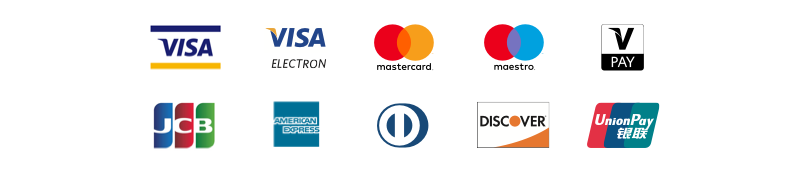 VISA
VISA
ELECTRON
mastercard.
maestro.
V
PAY
JCB
AMERICAN
EXPRESS
DISCOVER
UnionPay
银联